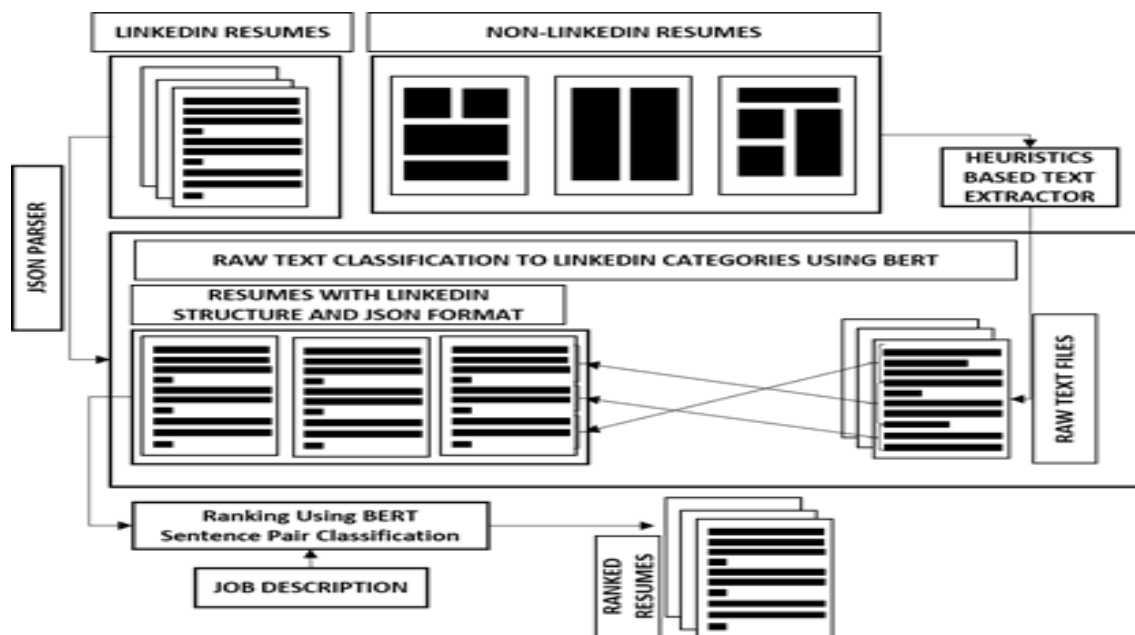 LINKEDIN RESUMES
NON-LINKEDIN RESUMES
HEURISTICS
BASED TEXT
EXTRACTOR
JSON PARSER
RAW TEXT CLASSIFICATION TO LINKEDIN CATEGORIES USING BERT
RESUMES WITH LINKEDIN
STRUCTURE AND JSON FORMAT
RAW TEXT FILES
Ranking Using BERT
Sentence Pair Classification
JOB DESCRIPTION
RANKED
RESUMES